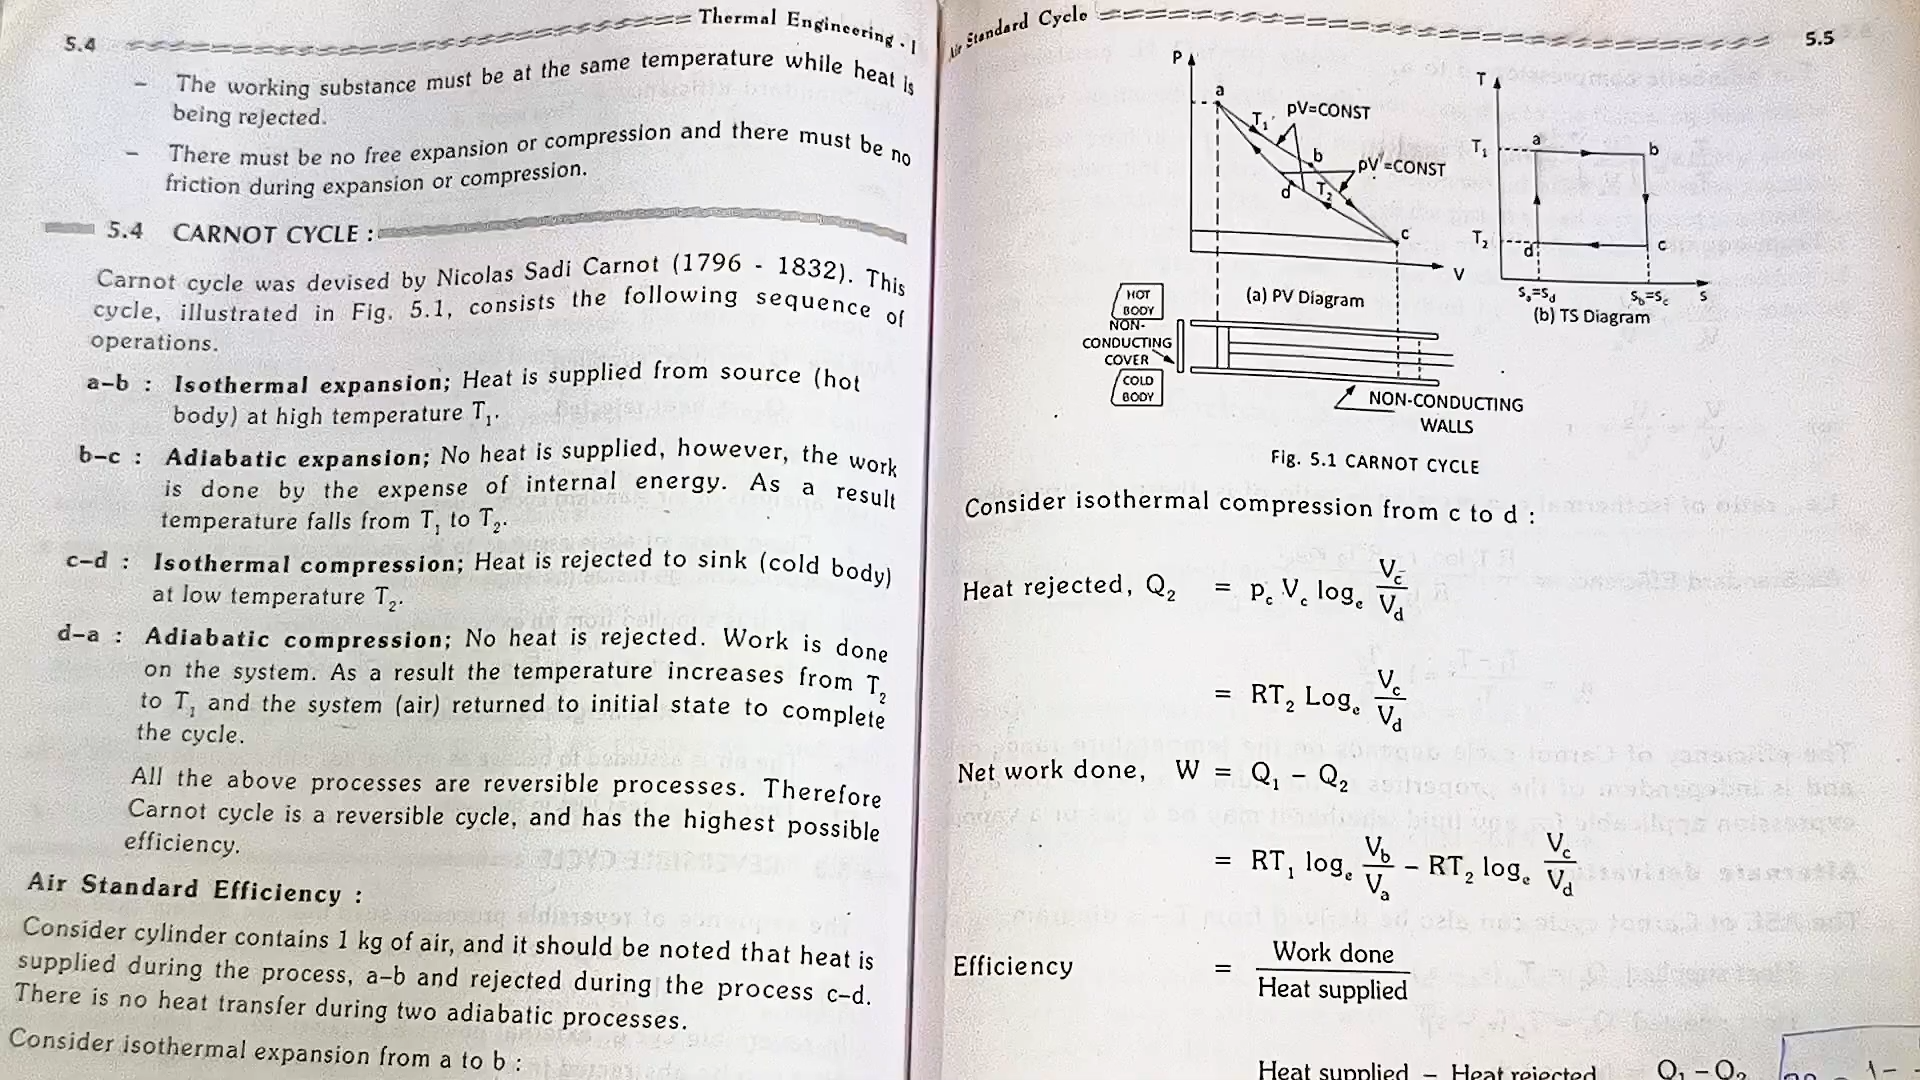 5.4 Thermal Engineering - I
– The working substance must be at the same temperature while heat is
being rejected.
– There must be no free expansion or compression and there must be no
friction during expansion or compression.
5.4 CARNOT CYCLE :
Carnot cycle was devised by Nicolas Sadi Carnot (1796 - 1832). This
cycle, illustrated in Fig. 5.1, consists the following sequence of
operations.
a–b : Isothermal expansion; Heat is supplied from source (hot
body) at high temperature T₁.
b–c : Adiabatic expansion; No heat is supplied, however, the work
is done by the expense of internal energy. As a result
temperature falls from T₁ to T₂.
c–d : Isothermal compression; Heat is rejected to sink (cold body)
at low temperature T₂.
d–a : Adiabatic compression; No heat is rejected. Work is done
on the system. As a result the temperature increases from T₂
to T₁ and the system (air) returned to initial state to complete
the cycle.
All the above processes are reversible processes. Therefore
Carnot cycle is a reversible cycle, and has the highest possible
efficiency.
Air Standard Efficiency :
Consider cylinder contains 1 kg of air, and it should be noted that heat is
supplied during the process, a–b and rejected during the process c–d.
There is no heat transfer during two adiabatic processes.
Consider isothermal expansion from a to b :
Air Standard Cycle 5.5
P
a
T₁ pV=CONST
b
pVᵞ=CONST
d T₂
c
V
(a) PV Diagram
T
T₁ a b
T₂ d c
Sₐ=S_d S_b=S_c S
(b) TS Diagram
HOT
BODY
NON-
CONDUCTING
COVER
COLD
BODY
NON-CONDUCTING
WALLS
Fig. 5.1 CARNOT CYCLE
Consider isothermal compression from c to d :
Heat rejected, Q₂ = p_c V_c logₑ V_c/V_d
= RT₂ Logₑ V_c/V_d
Net work done, W = Q₁ – Q₂
= RT₁ logₑ V_b/Vₐ – RT₂ logₑ V_c/V_d
Efficiency = Work done / Heat supplied
Heat supplied – Heat rejected Q₁ – Q₂